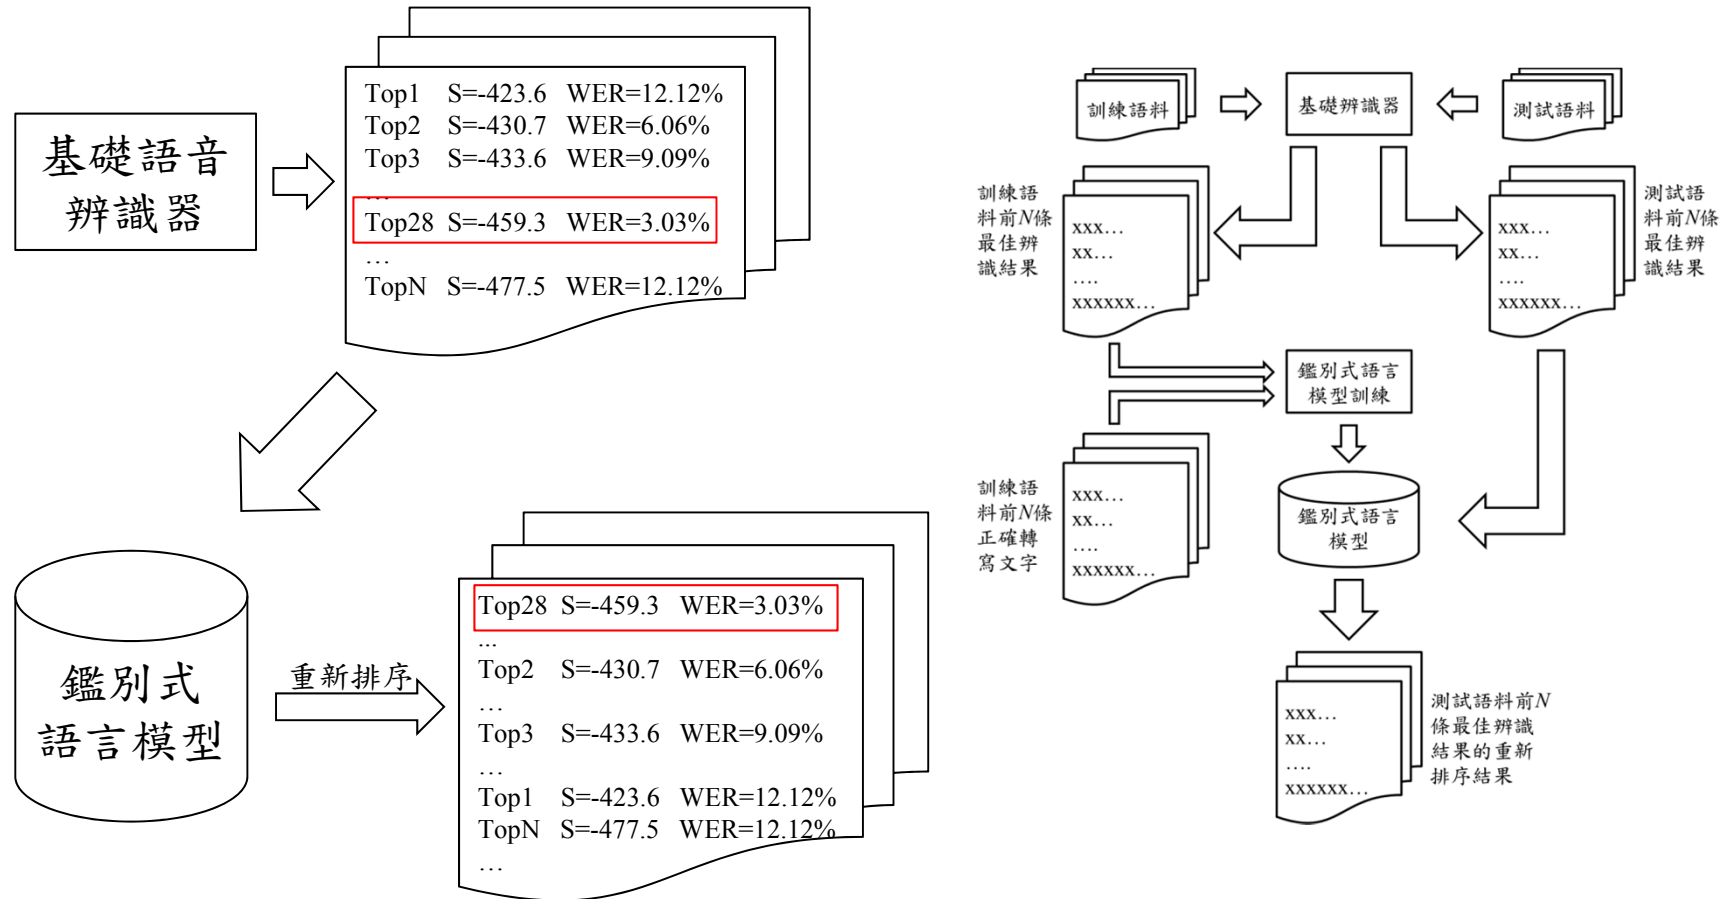 基礎語音
辨識器
Top1 S=-423.6 WER=12.12%
Top2 S=-430.7 WER=6.06%
Top3 S=-433.6 WER=9.09%
…
Top28 S=-459.3 WER=3.03%
…
TopN S=-477.5 WER=12.12%
鑑別式
語言模型
重新排序
Top28 S=-459.3 WER=3.03%
...
Top2 S=-430.7 WER=6.06%
…
Top3 S=-433.6 WER=9.09%
…
Top1 S=-423.6 WER=12.12%
TopN S=-477.5 WER=12.12%
…
訓練語料
基礎辨識器
測試語料
訓練語
料前N條
最佳辨
識結果
xxx…
xx…
….
xxxxxx…
xxx…
xx…
….
xxxxxx…
測試語
料前N條
最佳辨
識結果
鑑別式語言
模型訓練
訓練語
料前N條
正確轉
寫文字
xxx…
xx…
….
xxxxxx…
鑑別式語言
模型
xxx…
xx…
….
xxxxxx…
測試語料前N
條最佳辨識
結果的重新
排序結果